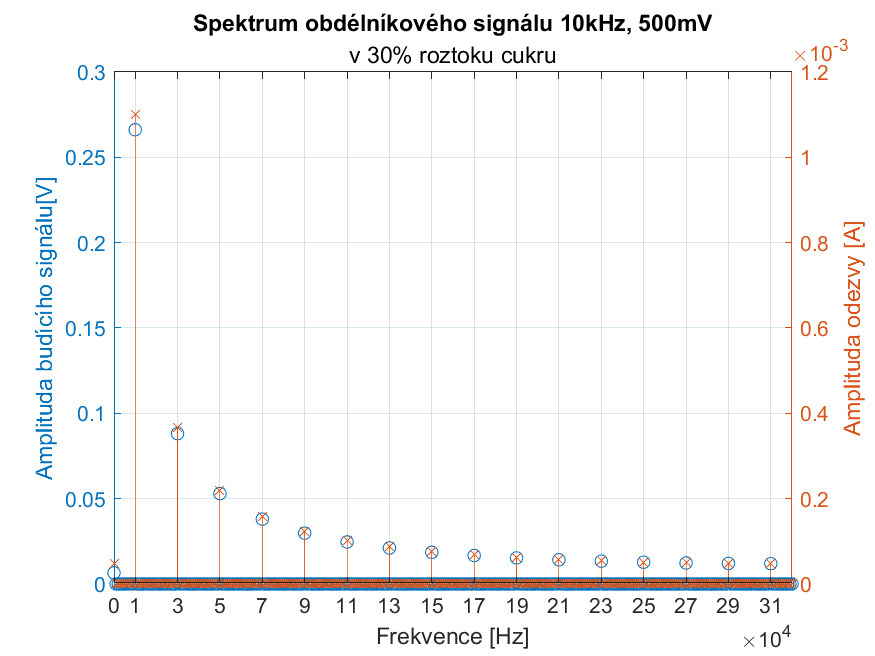 Spektrum obdélníkového signálu 10kHz, 500mV
v 30% roztoku cukru
×10-3
0.3
0.25
0.2
0.15
0.1
0.05
0
Amplituda budícího signálu[V]
1.2
1
0.8
0.6
0.4
0.2
0
Amplituda odezvy [A]
0 1 3 5 7 9 11 13 15 17 19 21 23 25 27 29 31
Frekvence [Hz]
×104